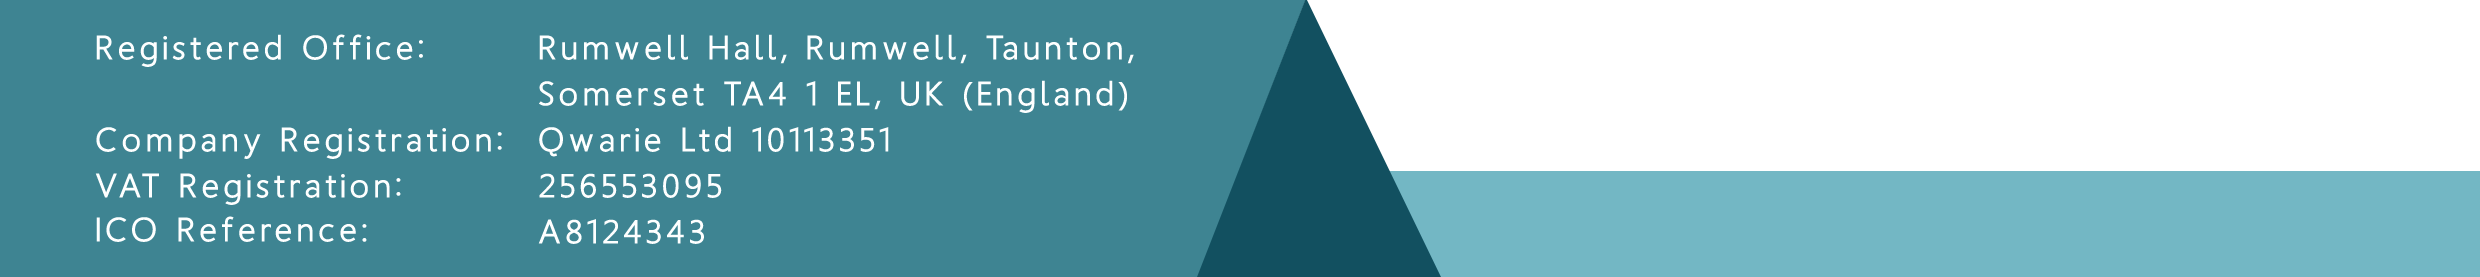 Registered Office: Rumwell Hall, Rumwell, Taunton,
Somerset TA4 1 EL, UK (England)
Company Registration: Qwarie Ltd 10113351
VAT Registration: 256553095
ICO Reference: A8124343